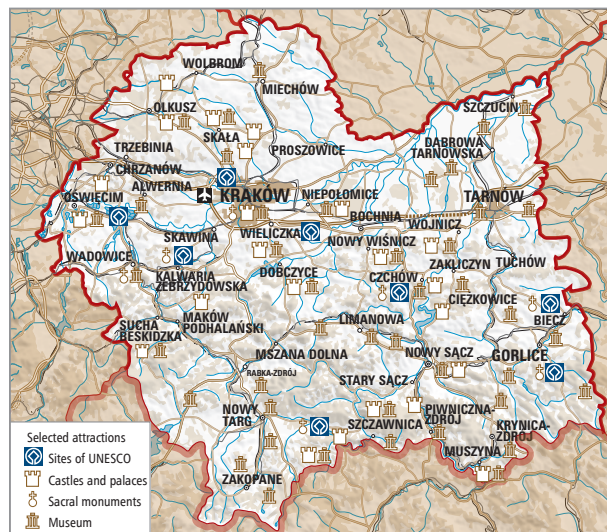 WOLBROM
MIECHÓW
OLKUSZ
SZCZUCIN
SKAŁA
TRZEBINIA
PROSZOWICE
DĄBROWA
TARNOWSKA
CHRZANÓW
ALWERNIA
KRAKÓW
NIEPOŁOMICE
TARNÓW
OŚWIĘCIM
BOCHNIA
WOJNICZ
SKAWINA
WIELICZKA
NOWY WIŚNICZ
WADOWICE
ZAKLICZYN
TUCHÓW
KALWARIA
ZEBRZYDOWSKA
DOBCZYCE
CZCHÓW
CIĘŻKOWICE
BIECZ
SUCHA
BESKIDZKA
MAKÓW
PODHALAŃSKI
LIMANOWA
MSZANA DOLNA
NOWY SĄCZ
GORLICE
RABKA-ZDRÓJ
STARY SĄCZ
NOWY
TARG
SZCZAWNICA
PIWNICZNA-
ZDRÓJ
KRYNICA-
ZDRÓJ
MUSZYNA
ZAKOPANE
Selected attractions
Sites of UNESCO
Castles and palaces
Sacral monuments
Museum